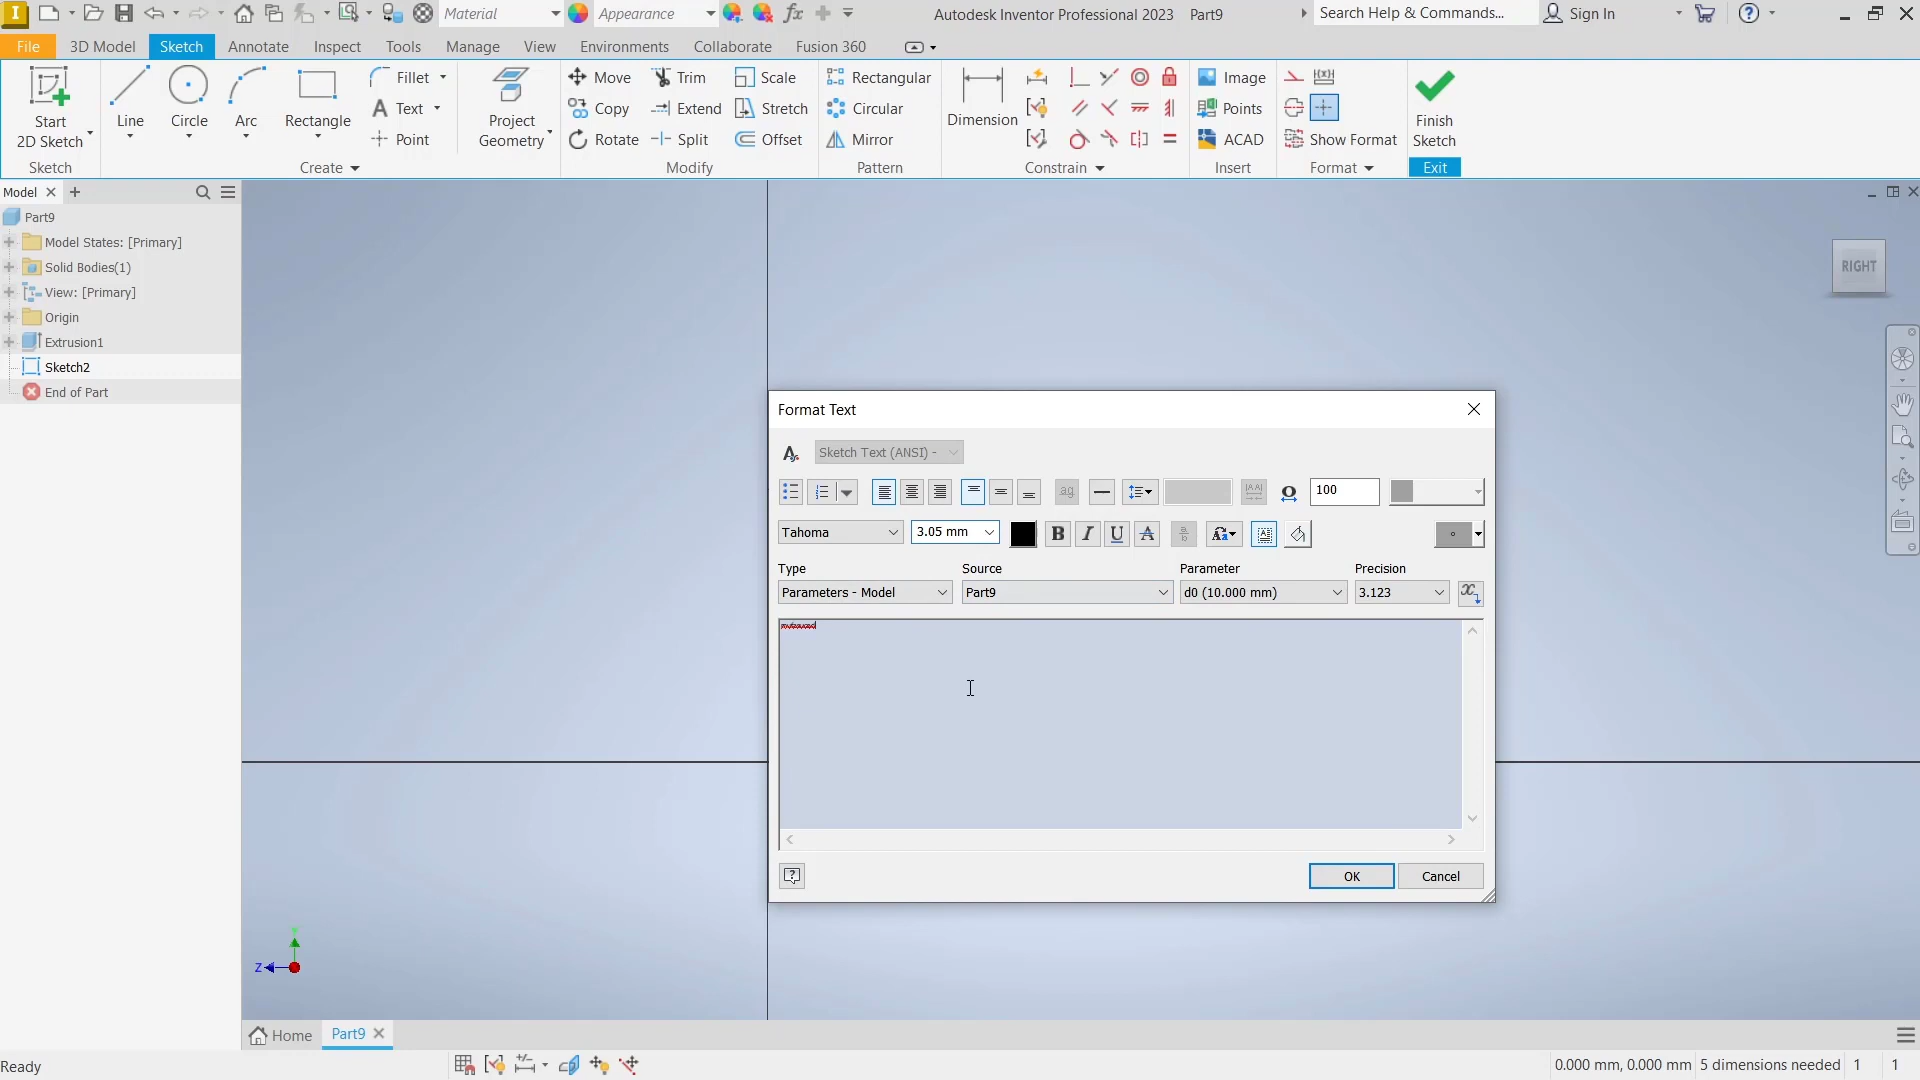 Material
Appearance
fx
Autodesk Inventor Professional 2023 Part9
Search Help & Commands...
Sign In
File
3D Model
Sketch
Annotate
Inspect
Tools
Manage
View
Environments
Collaborate
Fusion 360
Start
2D Sketch
Line
Circle
Arc
Rectangle
Fillet
Text
Point
Project
Geometry
Move
Copy
Rotate
Trim
Extend
Split
Scale
Stretch
Offset
Rectangular
Circular
Mirror
Dimension
Image
Points
ACAD
Show Format
Finish
Sketch
Sketch
Create
Modify
Pattern
Constrain
Insert
Format
Exit
Model
Part9
Model States: [Primary]
Solid Bodies(1)
View: [Primary]
Origin
Extrusion1
Sketch2
End of Part
RIGHT
Format Text
Sketch Text (ANSI) -
100
Tahoma
3.05 mm
B I U A
Type
Source
Parameter
Precision
Parameters - Model
Part9
d0 (10.000 mm)
3.123
OK
Cancel
Z
Home
Part9
Ready
0.000 mm, 0.000 mm
5 dimensions needed
1
1